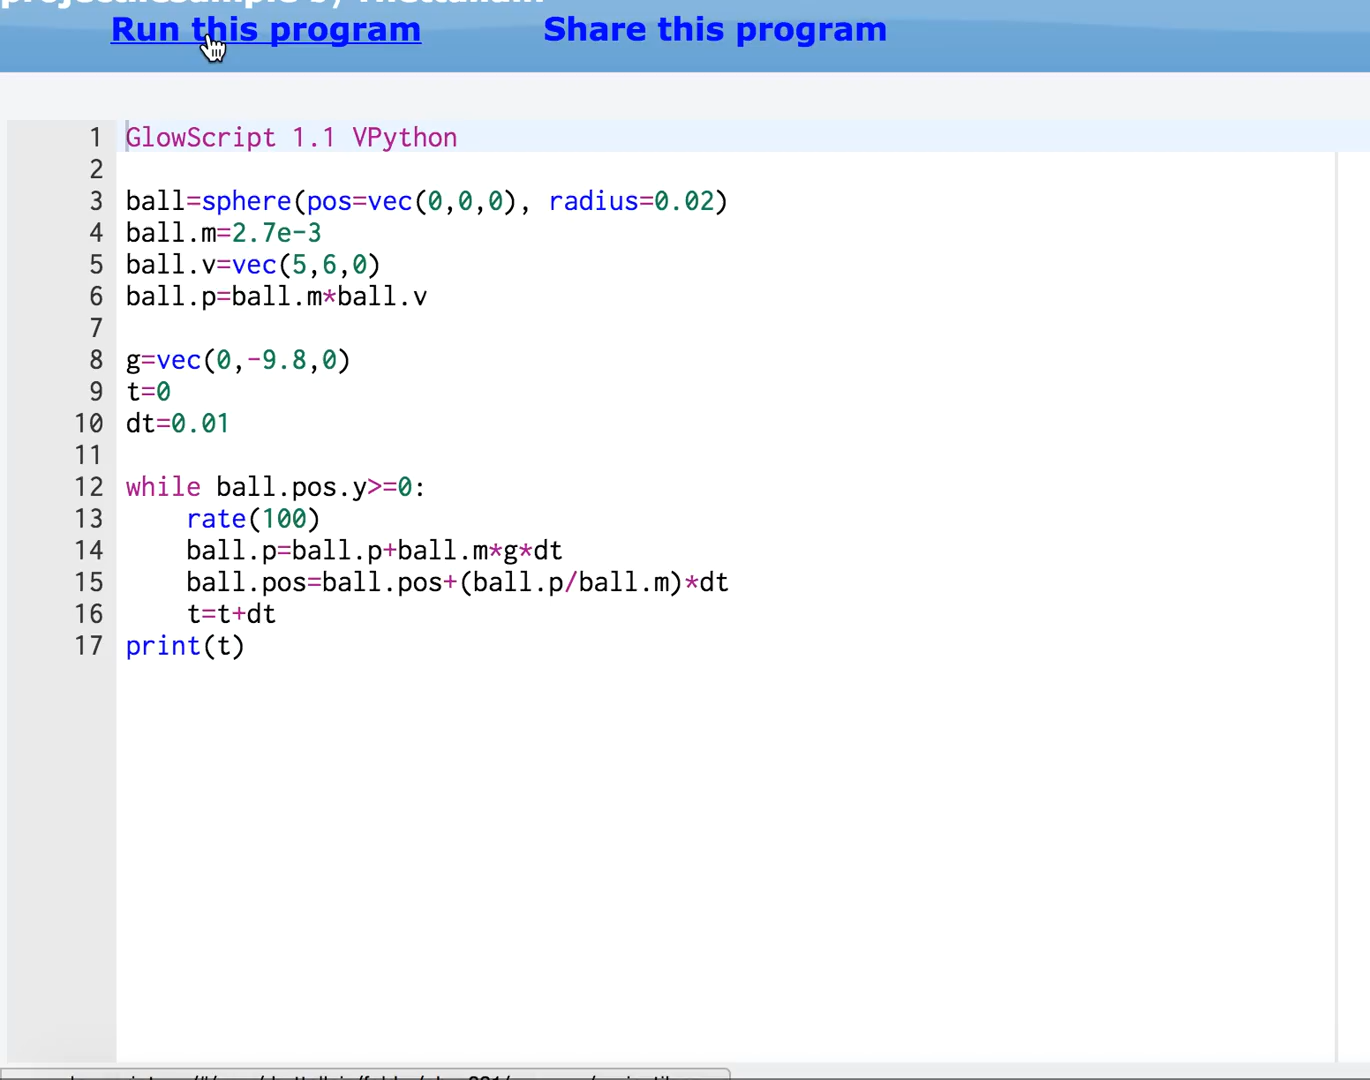 Run this program Share this program
1 GlowScript 1.1 VPython
2
3 ball=sphere(pos=vec(0,0,0), radius=0.02)
4 ball.m=2.7e-3
5 ball.v=vec(5,6,0)
6 ball.p=ball.m*ball.v
7
8 g=vec(0,-9.8,0)
9 t=0
10 dt=0.01
11
12 while ball.pos.y>=0:
13     rate(100)
14     ball.p=ball.p+ball.m*g*dt
15     ball.pos=ball.pos+(ball.p/ball.m)*dt
16     t=t+dt
17 print(t)